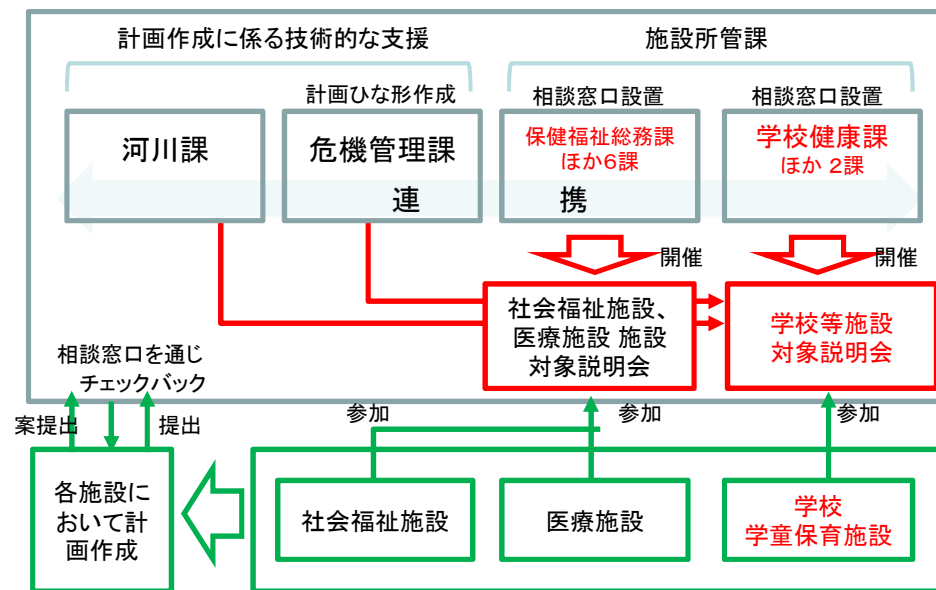 計画作成に係る技術的な支援
施設所管課
計画ひな形作成
相談窓口設置
相談窓口設置
河川課
危機管理課
保健福祉総務課
ほか6課
学校健康課
ほか 2課
連
携
開催
開催
社会福祉施設、
医療施設 施設
対象説明会
学校等施設
対象説明会
相談窓口を通じ
チェックバック
案提出
提出
参加
参加
参加
各施設に
おいて計
画作成
社会福祉施設
医療施設
学校
学童保育施設